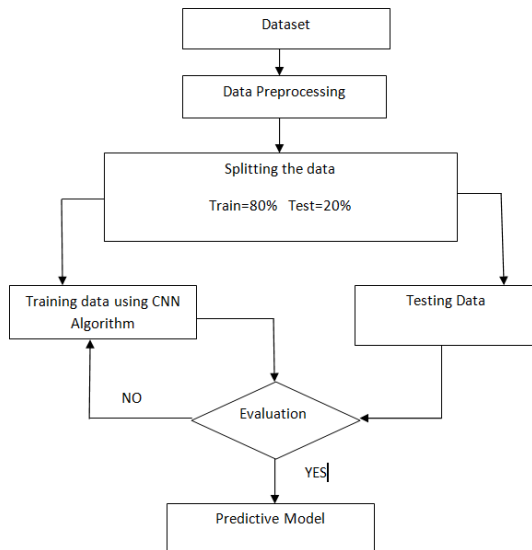 Dataset
Data Preprocessing
Splitting the data
Train=80% Test=20%
Training data using CNN
Algorithm
Testing Data
NO
Evaluation
YES
Predictive Model